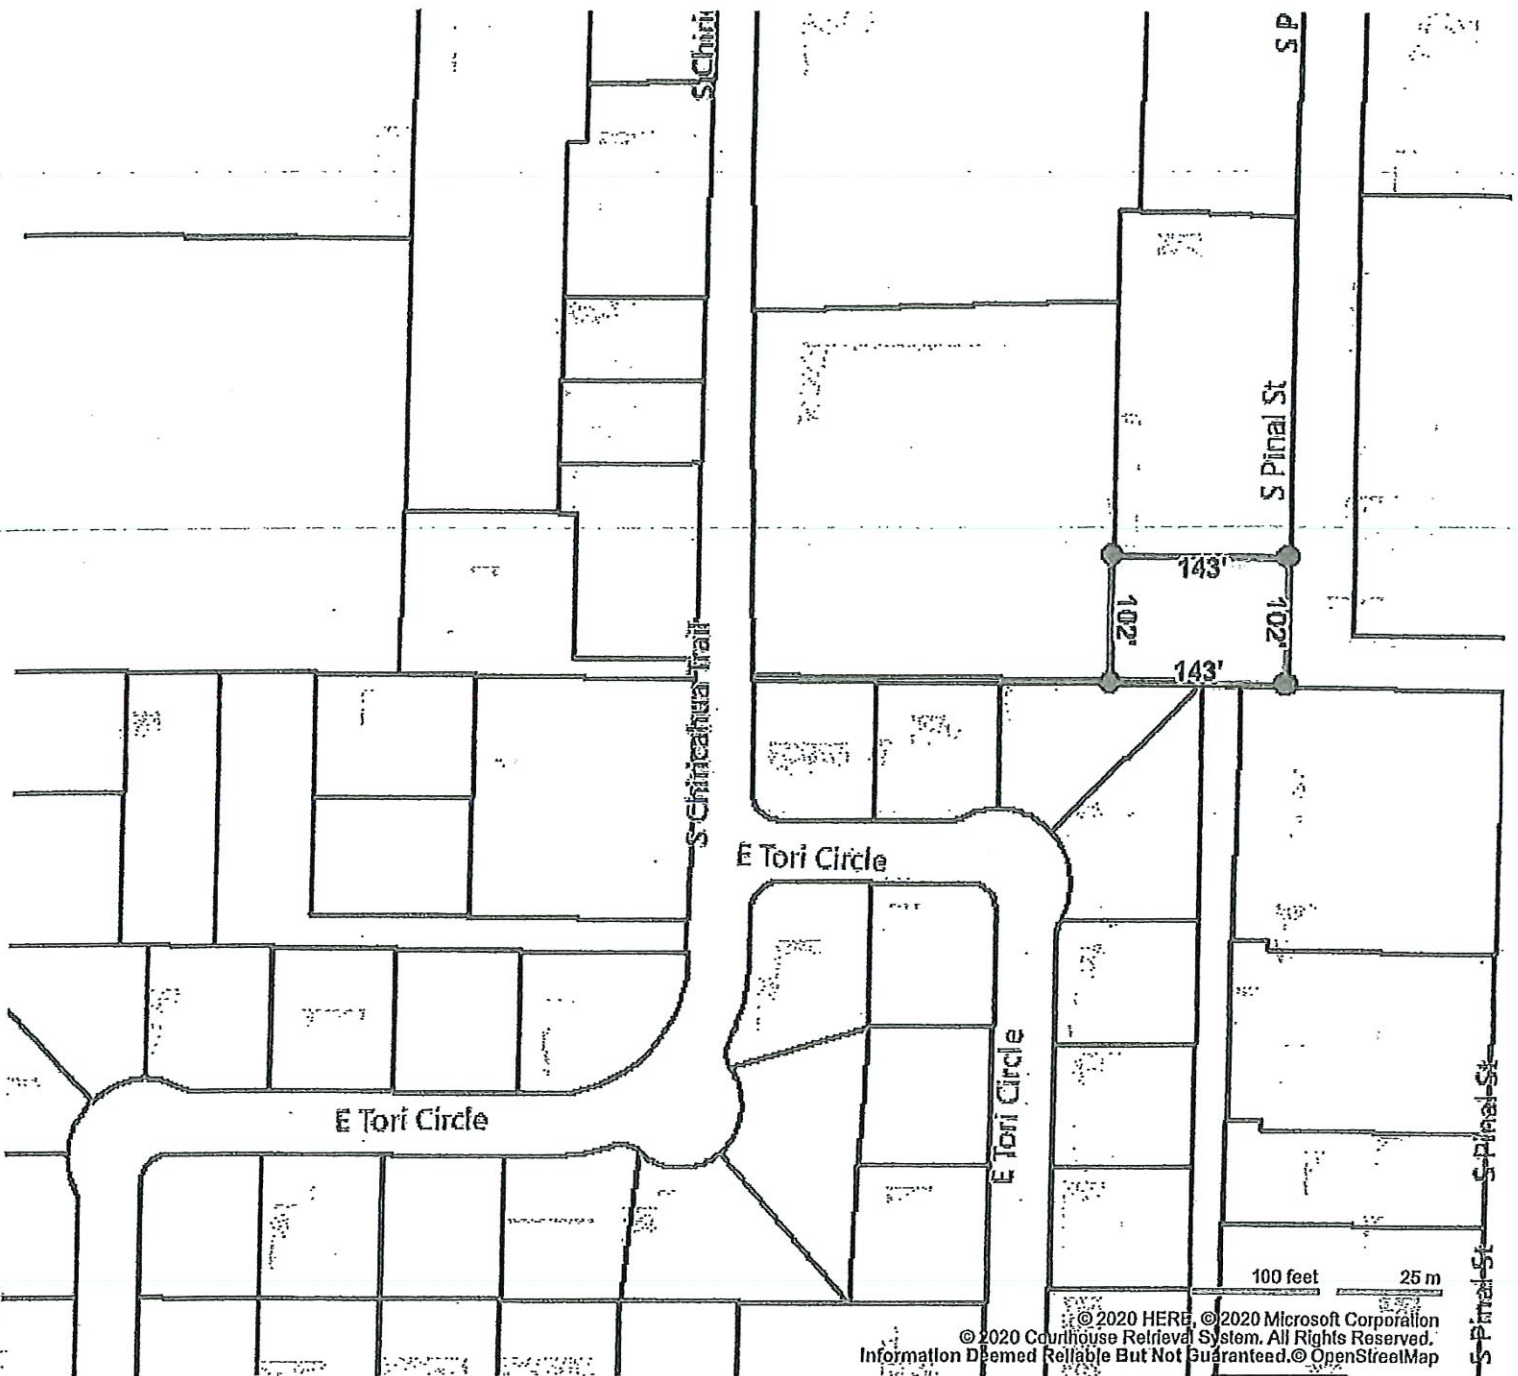 S Chiri
d S
S Pinal St
143'
102'
102'
143'
S Chiricahua Trail
E Tori Circle
E Tori Circle
E Tori Circle
S Pinal St
S Pinal St
100 feet
25 m
© 2020 HERE, © 2020 Microsoft Corporation
© 2020 Courthouse Retrieval System. All Rights Reserved.
Information Deemed Reliable But Not Guaranteed.© OpenStreetMap